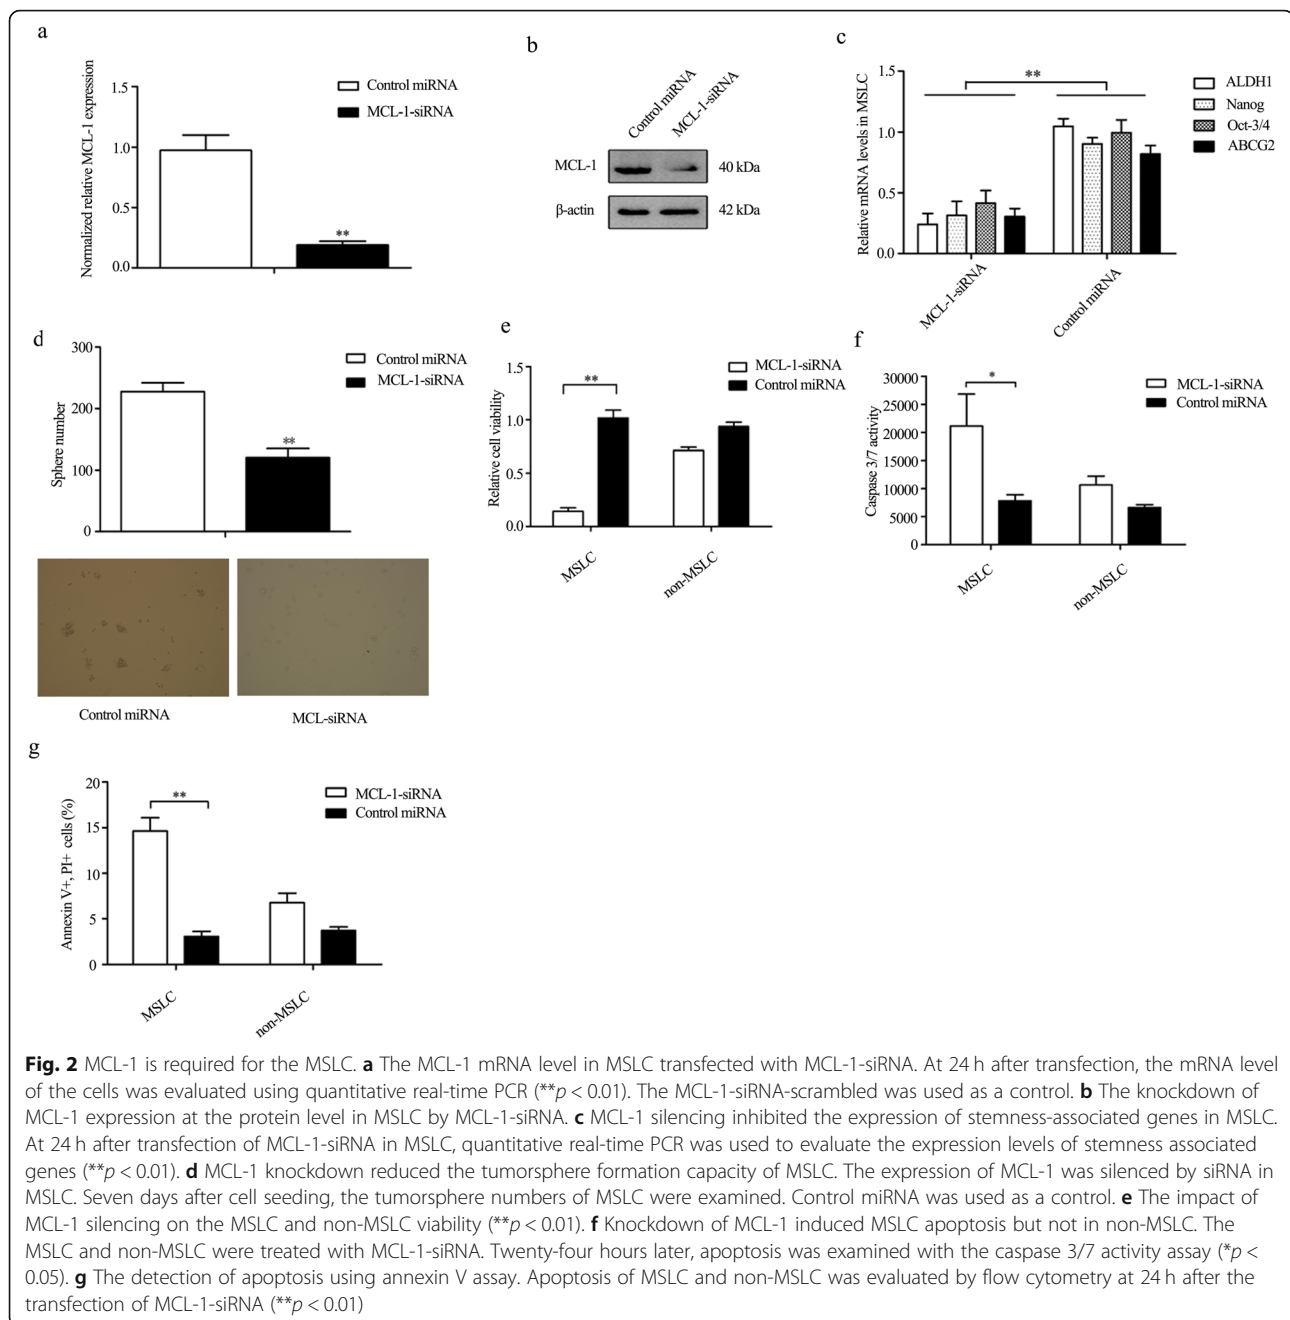 a
Normalized relative MCL-1 expression
1.5
1.0
0.5
0.0
Control miRNA
MCL-1-siRNA
**
b
Control miRNA
MCL-1-siRNA
MCL-1
40 kDa
β-actin
42 kDa
c
Relative mRNA levels in MSLC
1.5
1.0
0.5
0.0
**
ALDH1
Nanog
Oct-3/4
ABCG2
MCL-1-siRNA
Control miRNA
d
Sphere number
300
200
100
0
Control miRNA
MCL-1-siRNA
**
Control miRNA
MCL-siRNA
e
Relative cell viability
1.5
1.0
0.5
0.0
**
MCL-1-siRNA
Control miRNA
MSLC
non-MSLC
f
Caspase 3/7 activity
30000
25000
20000
15000
10000
5000
0
*
MCL-1-siRNA
Control miRNA
MSLC
non-MSLC
g
Annexin V+, PI+ cells (%)
20
15
10
5
0
**
MCL-1-siRNA
Control miRNA
MSLC
non-MSLC
Fig. 2 MCL-1 is required for the MSLC. a The MCL-1 mRNA level in MSLC transfected with MCL-1-siRNA. At 24 h after transfection, the mRNA level
of the cells was evaluated using quantitative real-time PCR (**p < 0.01). The MCL-1-siRNA-scrambled was used as a control. b The knockdown of
MCL-1 expression at the protein level in MSLC by MCL-1-siRNA. c MCL-1 silencing inhibited the expression of stemness-associated genes in MSLC.
At 24 h after transfection of MCL-1-siRNA in MSLC, quantitative real-time PCR was used to evaluate the expression levels of stemness associated
genes (**p < 0.01). d MCL-1 knockdown reduced the tumorsphere formation capacity of MSLC. The expression of MCL-1 was silenced by siRNA in
MSLC. Seven days after cell seeding, the tumorsphere numbers of MSLC were examined. Control miRNA was used as a control. e The impact of
MCL-1 silencing on the MSLC and non-MSLC viability (**p < 0.01). f Knockdown of MCL-1 induced MSLC apoptosis but not in non-MSLC. The
MSLC and non-MSLC were treated with MCL-1-siRNA. Twenty-four hours later, apoptosis was examined with the caspase 3/7 activity assay (*p <
0.05). g The detection of apoptosis using annexin V assay. Apoptosis of MSLC and non-MSLC was evaluated by flow cytometry at 24 h after the
transfection of MCL-1-siRNA (**p < 0.01)